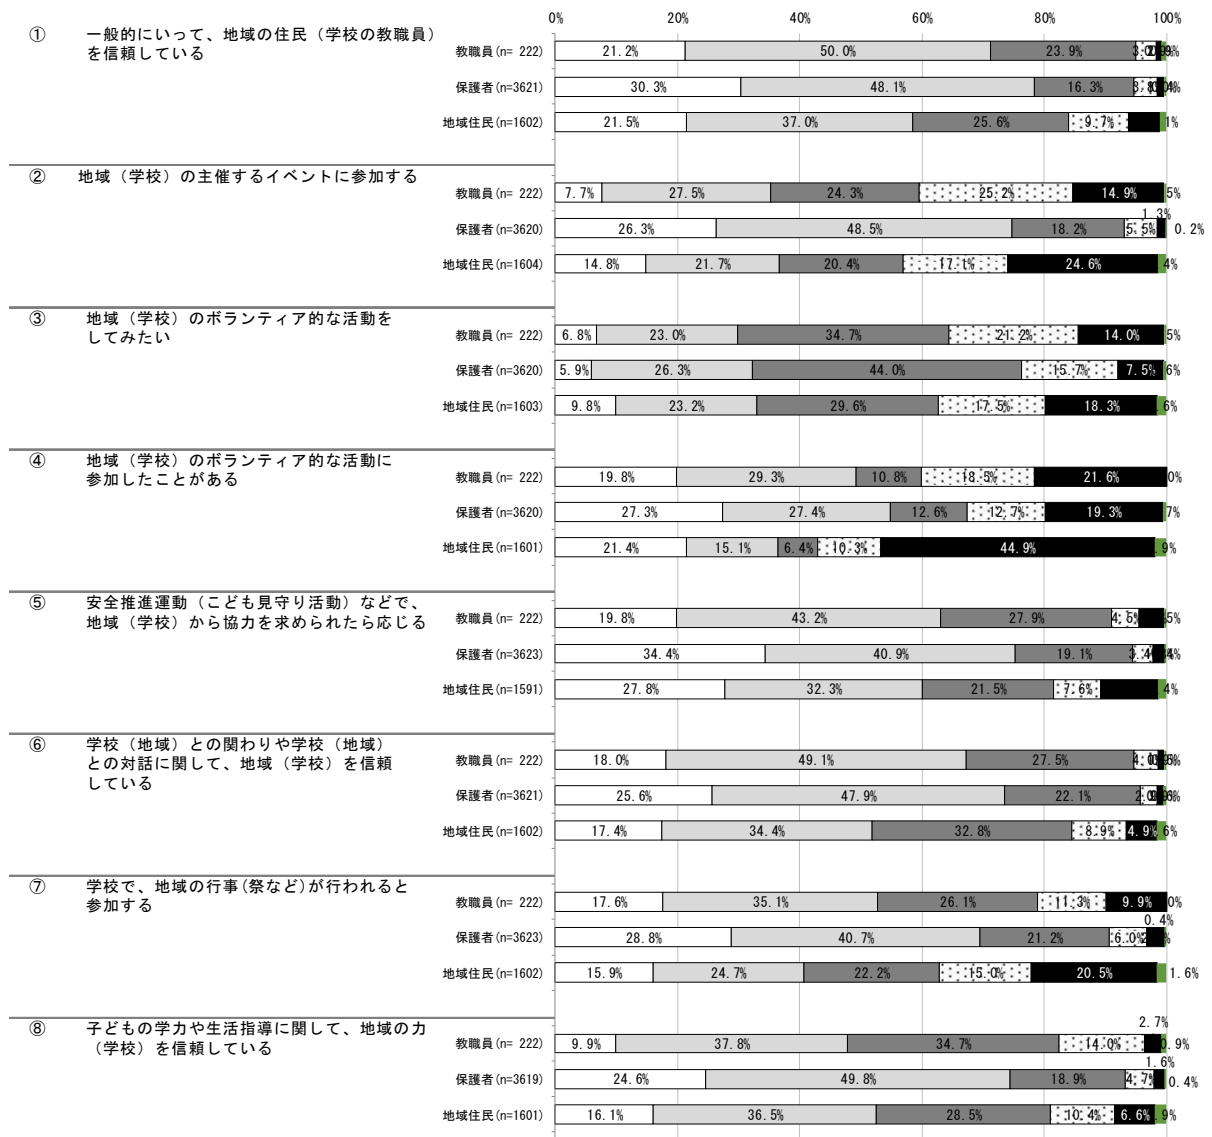 0% 20% 40% 60% 80% 100%
① 一般的にいって、地域の住民（学校の教職員）
を信頼している
教職員(n= 222) 21.2% 50.0% 23.9%
保護者(n=3621) 30.3% 48.1% 16.3%
地域住民(n=1602) 21.5% 37.0% 25.6% 9.7% 1%
② 地域（学校）の主催するイベントに参加する
教職員(n= 222) 7.7% 27.5% 24.3% 25.2% 14.9% 5%
1.3%
保護者(n=3620) 26.3% 48.5% 18.2% 5.5% 0.2%
地域住民(n=1604) 14.8% 21.7% 20.4% 17.1% 24.6% 4%
③ 地域（学校）のボランティア的な活動を
してみたい
教職員(n= 222) 6.8% 23.0% 34.7% 21.2% 14.0% 5%
保護者(n=3620) 5.9% 26.3% 44.0% 15.7% 7.5% 6%
地域住民(n=1603) 9.8% 23.2% 29.6% 17.5% 18.3% 6%
④ 地域（学校）のボランティア的な活動に
参加したことがある
教職員(n= 222) 19.8% 29.3% 10.8% 18.5% 21.6% 0%
保護者(n=3620) 27.3% 27.4% 12.6% 12.7% 19.3% 7%
地域住民(n=1601) 21.4% 15.1% 6.4% 10.3% 44.9% 9%
⑤ 安全推進運動（こども見守り活動）などで、
地域（学校）から協力を求められたら応じる
教職員(n= 222) 19.8% 43.2% 27.9% 4.5% 5%
保護者(n=3623) 34.4% 40.9% 19.1% 3.4%
地域住民(n=1591) 27.8% 32.3% 21.5% 7.6% 4%
⑥ 学校（地域）との関わりや学校（地域）
との対話に関して、地域（学校）を信頼
している
教職員(n= 222) 18.0% 49.1% 27.5%
保護者(n=3621) 25.6% 47.9% 22.1%
地域住民(n=1602) 17.4% 34.4% 32.8% 8.9% 4.9% 6%
⑦ 学校で、地域の行事(祭など)が行われると
参加する
教職員(n= 222) 17.6% 35.1% 26.1% 11.3% 9.9% 0%
0.4%
保護者(n=3623) 28.8% 40.7% 21.2% 6.0%
地域住民(n=1602) 15.9% 24.7% 22.2% 15.0% 20.5% 1.6%
⑧ 子どもの学力や生活指導に関して、地域の力
（学校）を信頼している
2.7%
教職員(n= 222) 9.9% 37.8% 34.7% 14.0% 0.9%
1.6%
保護者(n=3619) 24.6% 49.8% 18.9% 4.7% 0.4%
地域住民(n=1601) 16.1% 36.5% 28.5% 10.4% 6.6% 9%